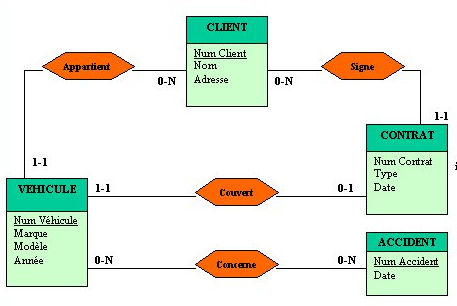 CLIENT
Num Client
Nom
Adresse
Appartient
0-N
0-N
Signe
1-1
CONTRAT
Num Contrat
Type
Date
i
1-1
VEHICULE
Num Véhicule
Marque
Modèle
Année
1-1
Couvert
0-1
0-N
Concerne
0-N
ACCIDENT
Num Accident
Date